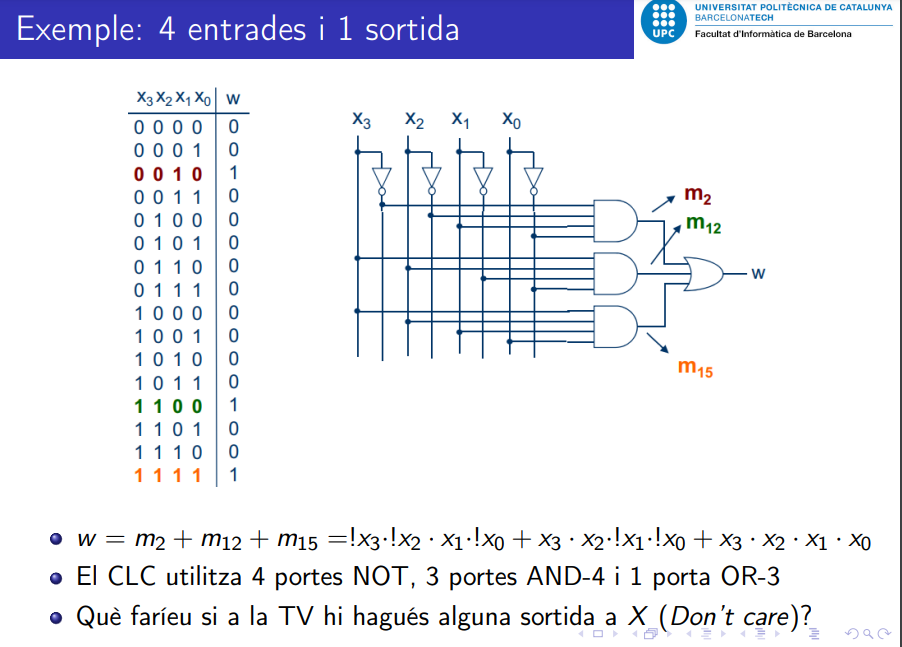 Exemple: 4 entrades i 1 sortida
UNIVERSITAT POLITÈCNICA DE CATALUNYA
BARCELONATECH
Facultat d'Informàtica de Barcelona
UPC
x3 x2 x1 x0 w
0 0 0 0 0
0 0 0 1 0
0 0 1 0 1
0 0 1 1 0
0 1 0 0 0
0 1 0 1 0
0 1 1 0 0
0 1 1 1 0
1 0 0 0 0
1 0 0 1 0
1 0 1 0 0
1 0 1 1 0
1 1 0 0 1
1 1 0 1 0
1 1 1 0 0
1 1 1 1 1
x3 x2 x1 x0
m2
m12
w
m15
w = m2 + m12 + m15 =!x3·!x2 · x1·!x0 + x3 · x2·!x1·!x0 + x3 · x2 · x1 · x0
El CLC utilitza 4 portes NOT, 3 portes AND-4 i 1 porta OR-3
Què faríeu si a la TV hi hagués alguna sortida a X (Don't care)?